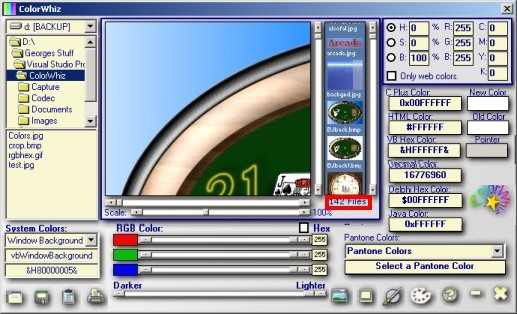 ColorWhiz
d: [BACKUP]
D:\
Georges Stuff
Visual Studio Pro
ColorWhiz
Capture
Codec
Documents
Images
Colors.jpg
crop.bmp
rgbhex.gif
test.jpg
21
J
alsofal.jpg
Arcade
arcade.jpg
backgrd.jpg
BJback.bmp
BJback1.bmp
142 Files
Scale:
100%
H: 0 % R: 255 C: 0
S: 0 % G: 255 M: 0
B: 100 % B: 255 Y: 0
Only web colors. K: 0
C Plus Color: New Color
0x00FFFFFF
HTML Color: Old Color
#FFFFFF
VB Hex Color: Pointer
&HFFFFFF&
Decimal Color:
16776960
Delphi Hex Color:
$00FFFFFF
Java Color:
0xFFFFFF
System Colors:
Window Background
vbWindowBackground
&H80000005&
RGB Color: Hex
255
255
255
Darker Lighter
Pantone Colors:
Pantone Colors
Select a Pantone Color